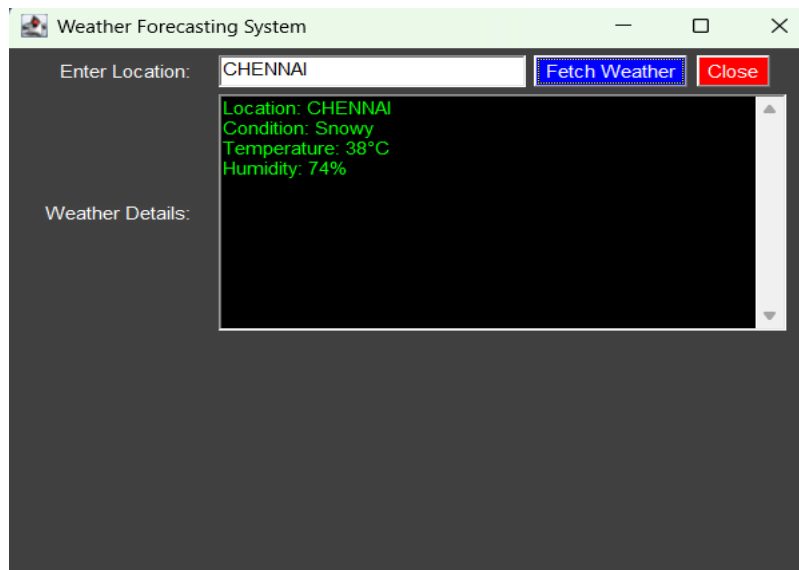 Weather Forecasting System
Enter Location: CHENNAI Fetch Weather Close
Location: CHENNAI
Condition: Snowy
Temperature: 38°C
Humidity: 74%
Weather Details: